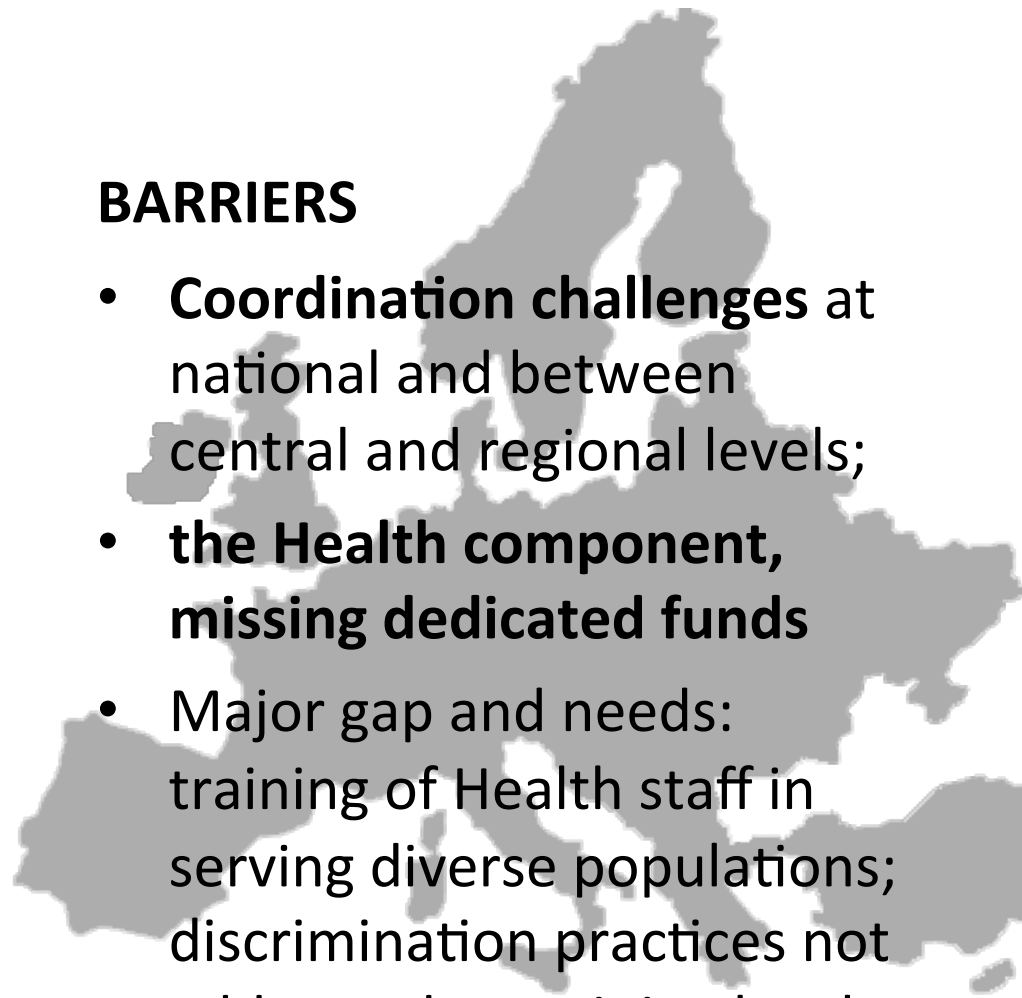 BARRIERS
• Coordination challenges at
national and between
central and regional levels;
• the Health component,
missing dedicated funds
• Major gap and needs:
training of Health staff in
serving diverse populations;
discrimination practices not